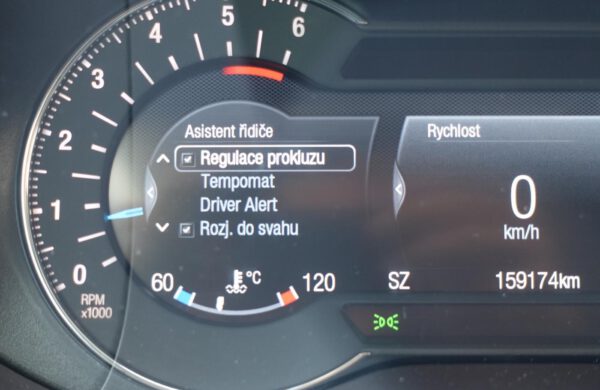 6
5
4
3
2
1
0
RPM
x1000
Asistent řidiče
Regulace prokluzu
Tempomat
Driver Alert
Rozj. do svahu
60 °C 120
Rychlost
0
km/h
SZ 159174km